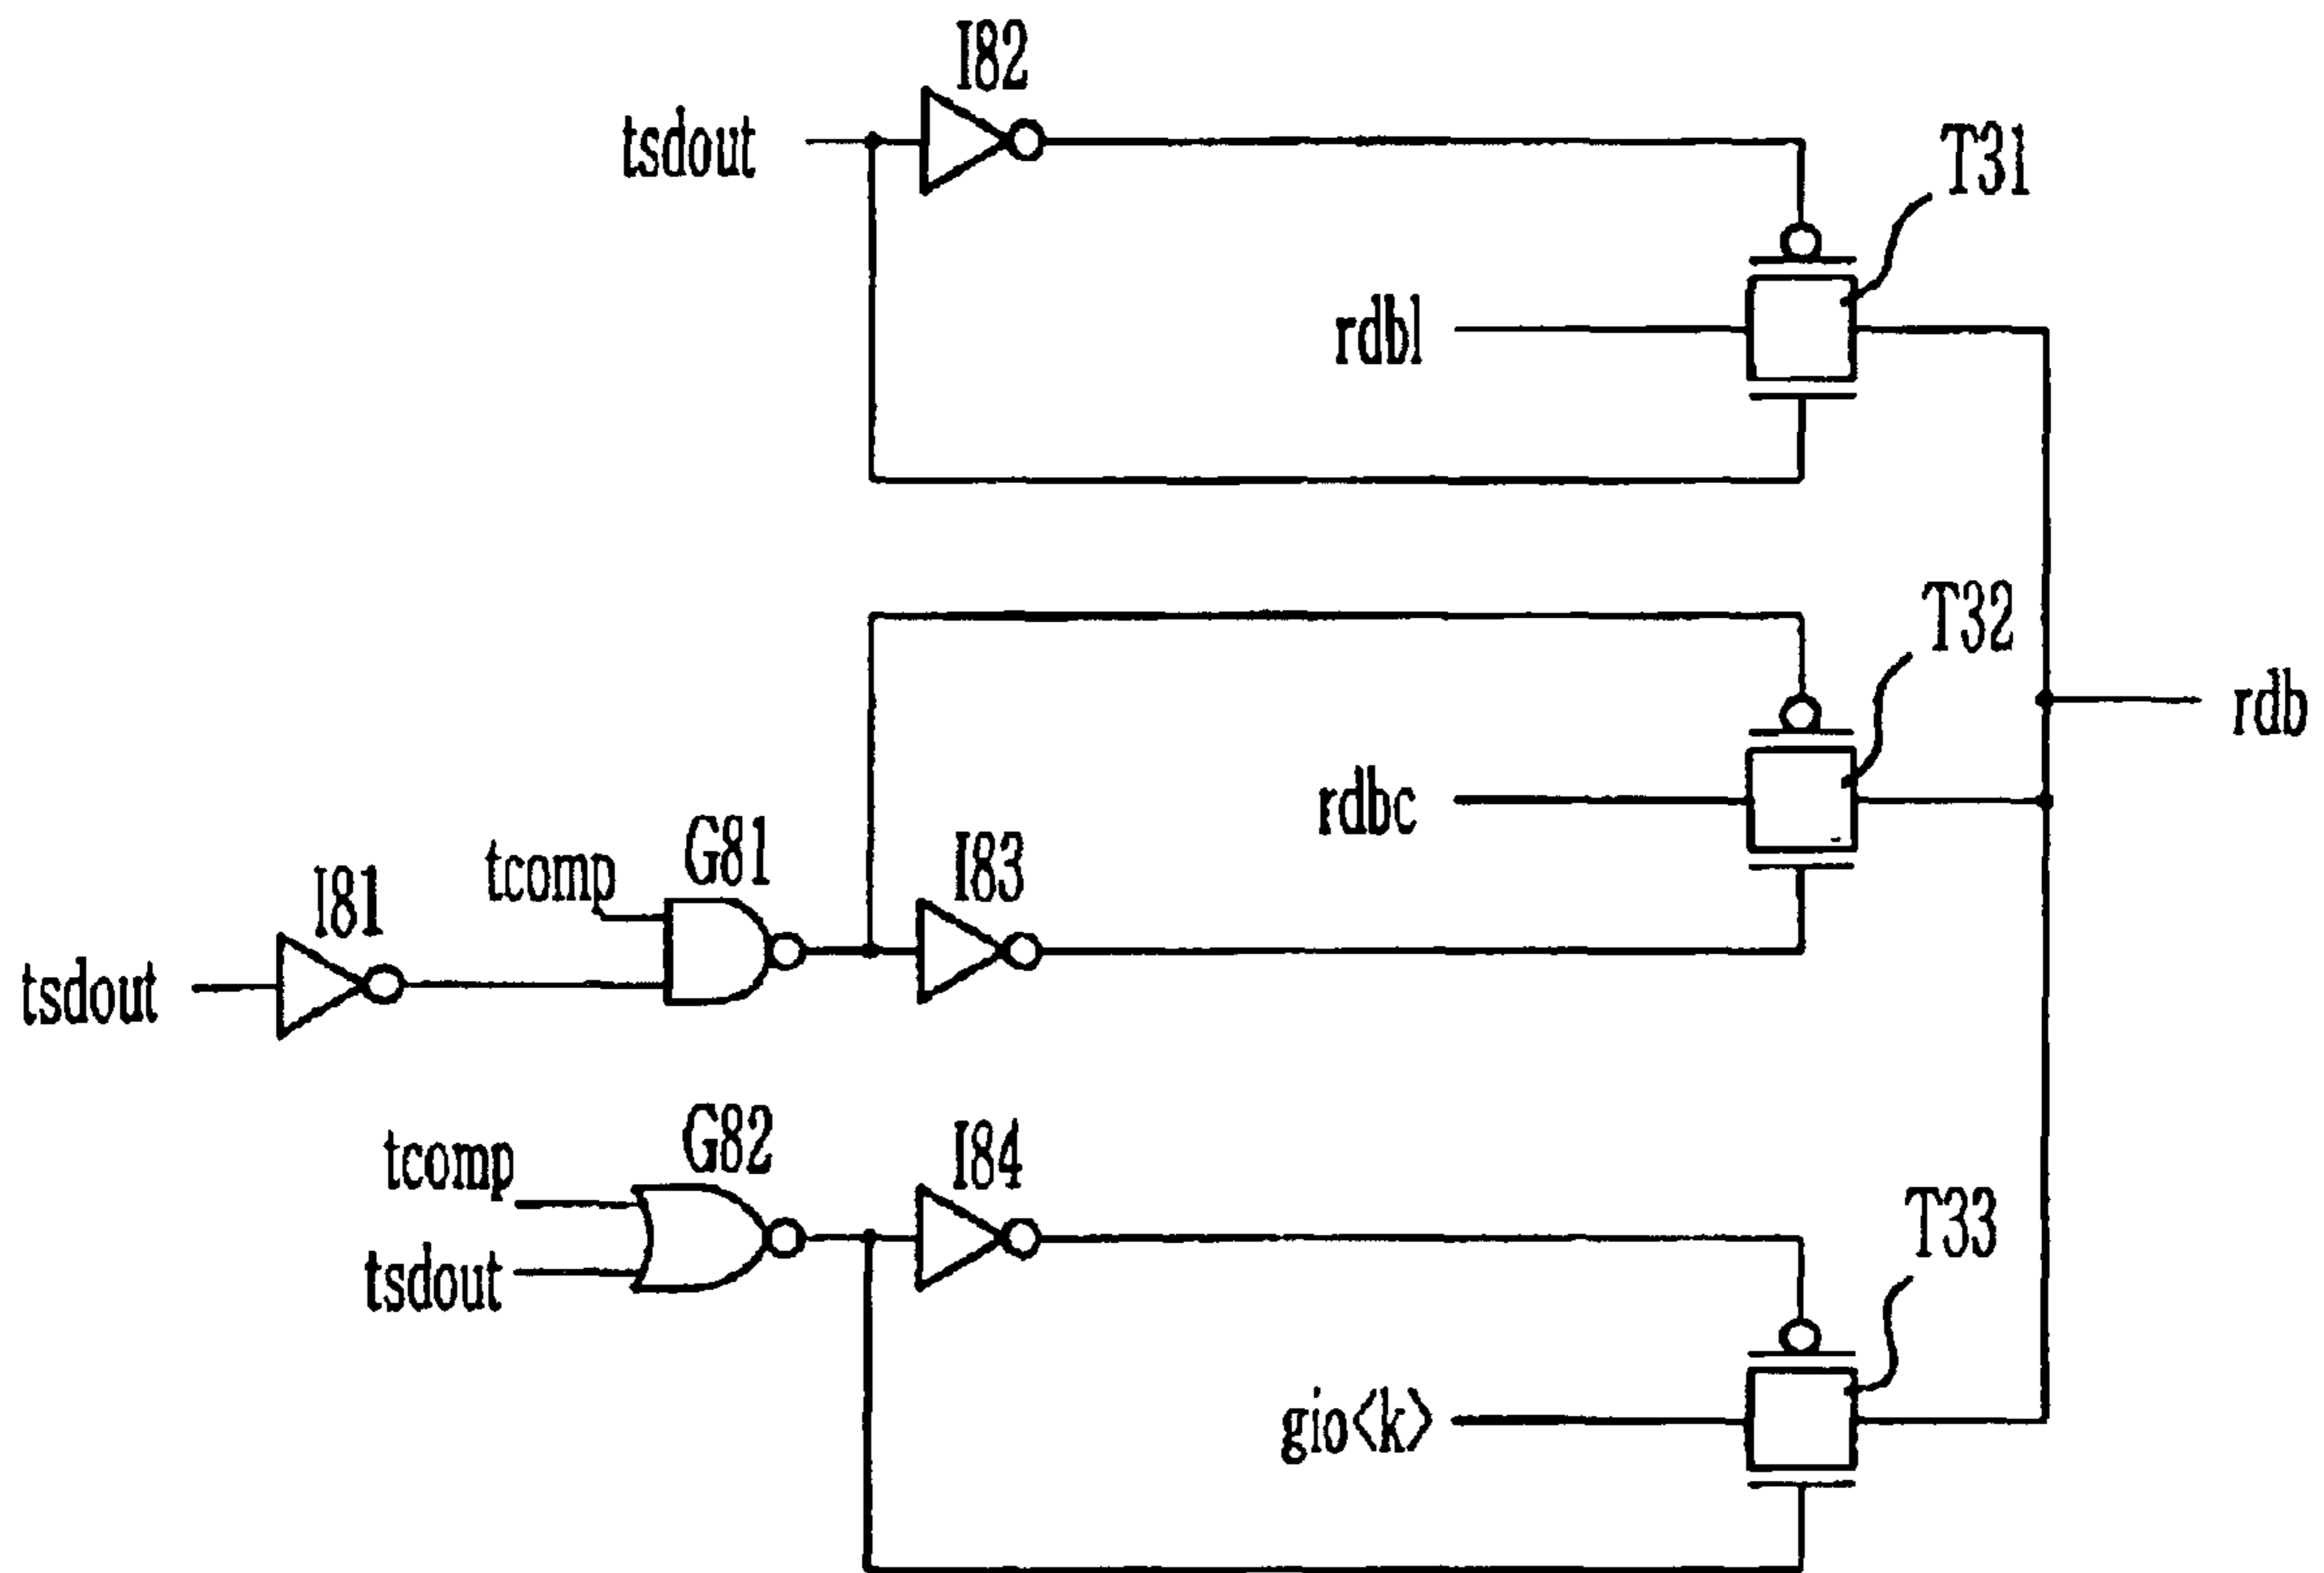 I82
tsdout
T31
rdbl
T32
rdb
rdbc
G81
tcomp
I83
I81
tsdout
G82
tcomp
I84
tsdout
T33
gio<k>